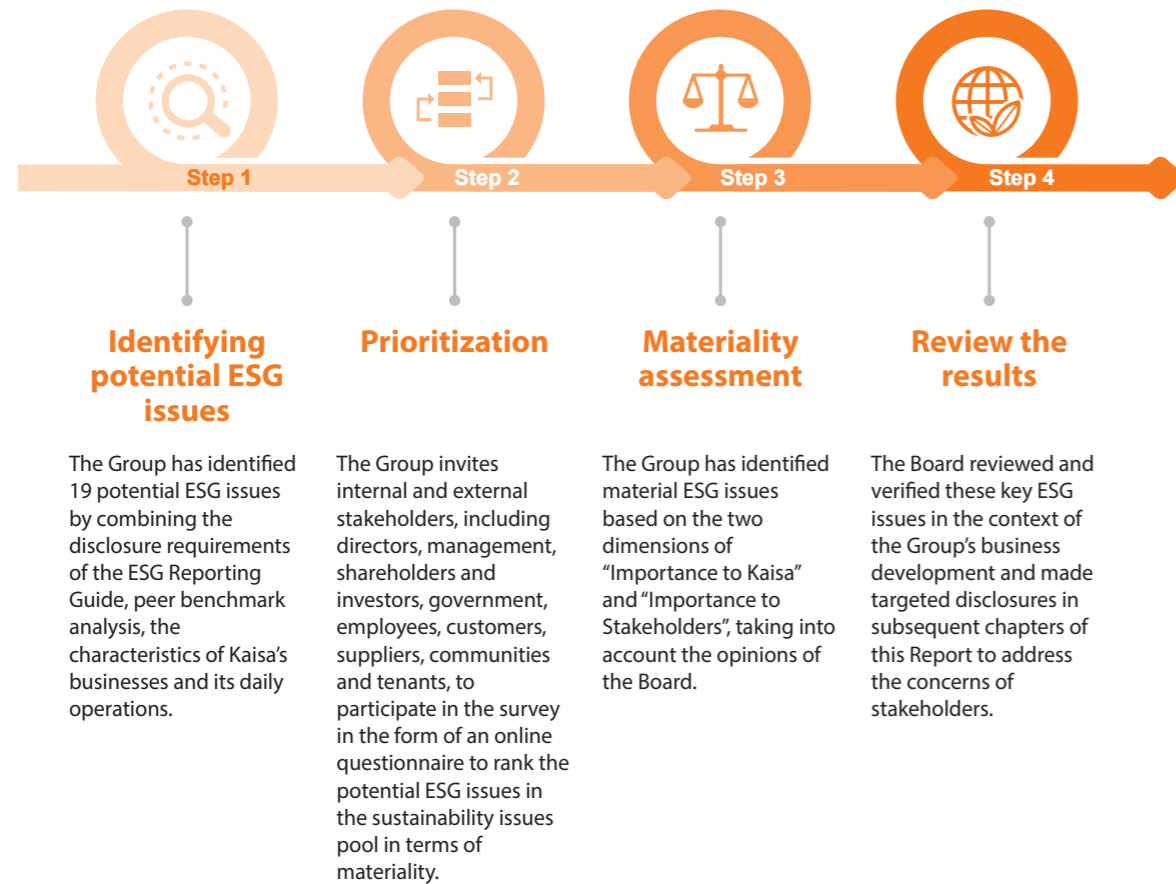 Step 1
Step 2
Step 3
Step 4
Identifying
potential ESG
issues
The Group has identified
19 potential ESG issues
by combining the
disclosure requirements
of the ESG Reporting
Guide, peer benchmark
analysis, the
characteristics of Kaisa’s
businesses and its daily
operations.
Prioritization
The Group invites
internal and external
stakeholders, including
directors, management,
shareholders and
investors, government,
employees, customers,
suppliers, communities
and tenants, to
participate in the survey
in the form of an online
questionnaire to rank the
potential ESG issues in
the sustainability issues
pool in terms of
materiality.
Materiality
assessment
The Group has identified
material ESG issues
based on the two
dimensions of
“Importance to Kaisa”
and “Importance to
Stakeholders”, taking into
account the opinions of
the Board.
Review the
results
The Board reviewed and
verified these key ESG
issues in the context of
the Group’s business
development and made
targeted disclosures in
subsequent chapters of
this Report to address
the concerns of
stakeholders.